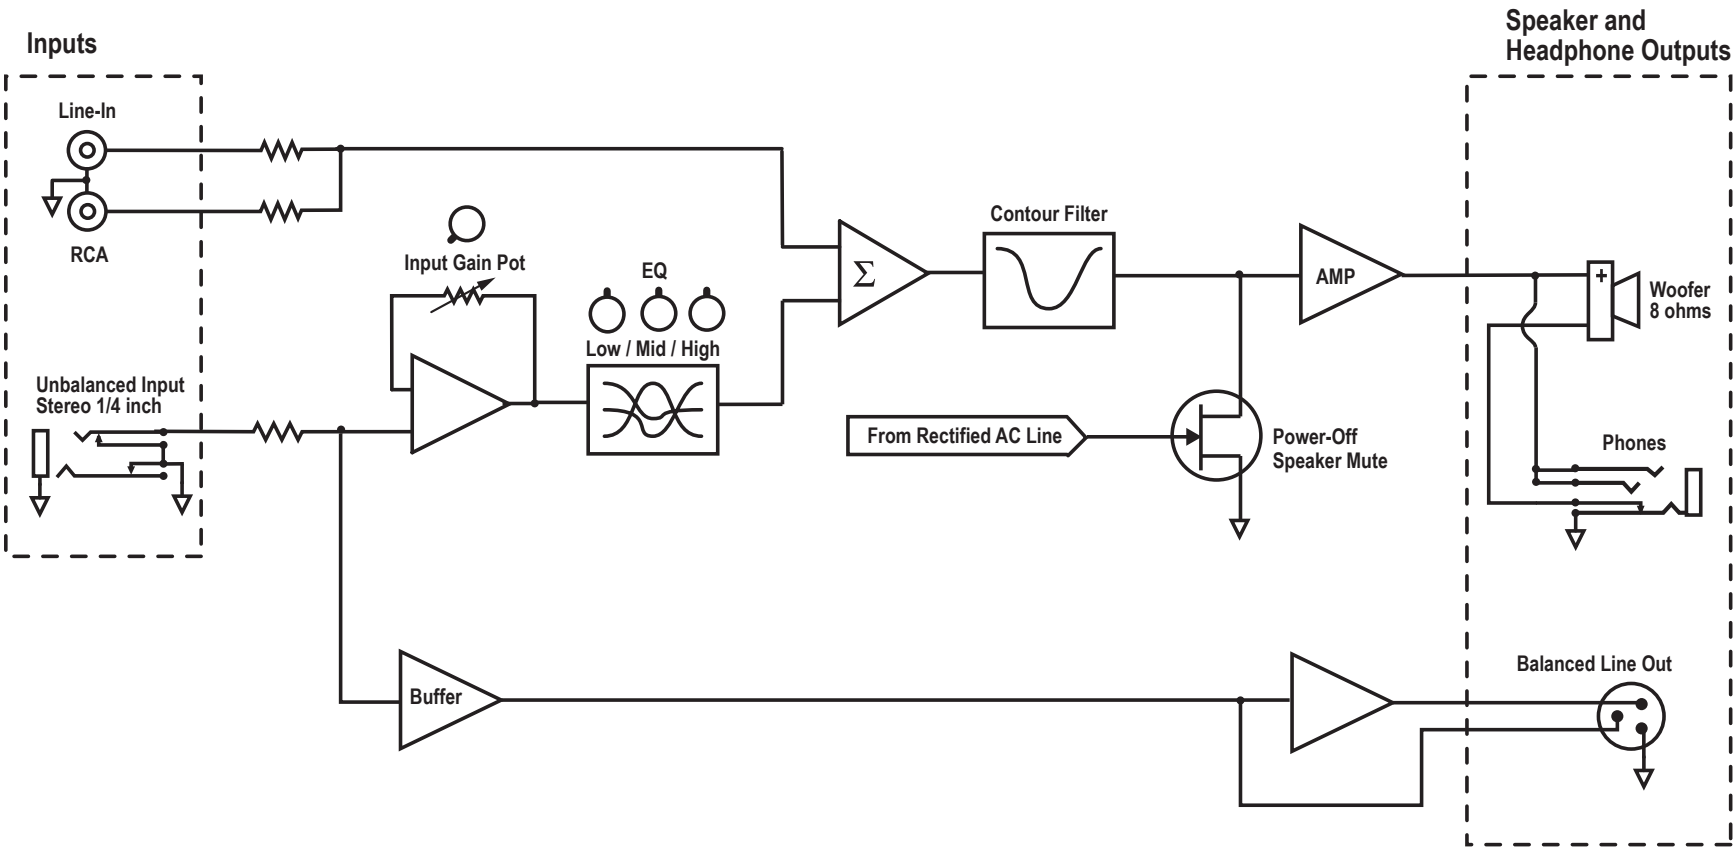 Inputs
Speaker and
Headphone Outputs
Line-In
RCA
Input Gain Pot
EQ
Low / Mid / High
Σ
Contour Filter
AMP
+
Woofer
8 ohms
Unbalanced Input
Stereo 1/4 inch
From Rectified AC Line
Power-Off
Speaker Mute
Phones
Buffer
Balanced Line Out